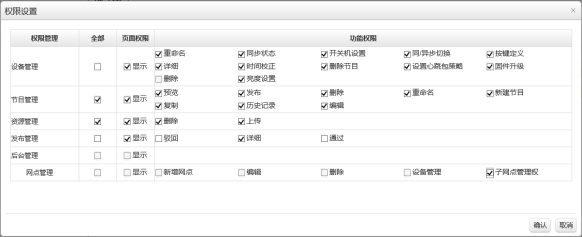 权限设置
权限管理 全部 页面权限 功能权限
设备管理 显示 重命名 同步状态 开关机设置 同/异步切换 按键定义
详细 时间校正 删除节目 设置心跳包策略 固件升级
删除 亮度设置
节目管理 显示 预览 发布 删除 重命名 新建节目
复制 历史记录 编辑
资源管理 显示 删除 上传
发布管理 显示 驳回 详细 通过
后台管理 显示
网点管理 显示 新增网点 编辑 删除 设备管理 子网点管理权
确认 取消